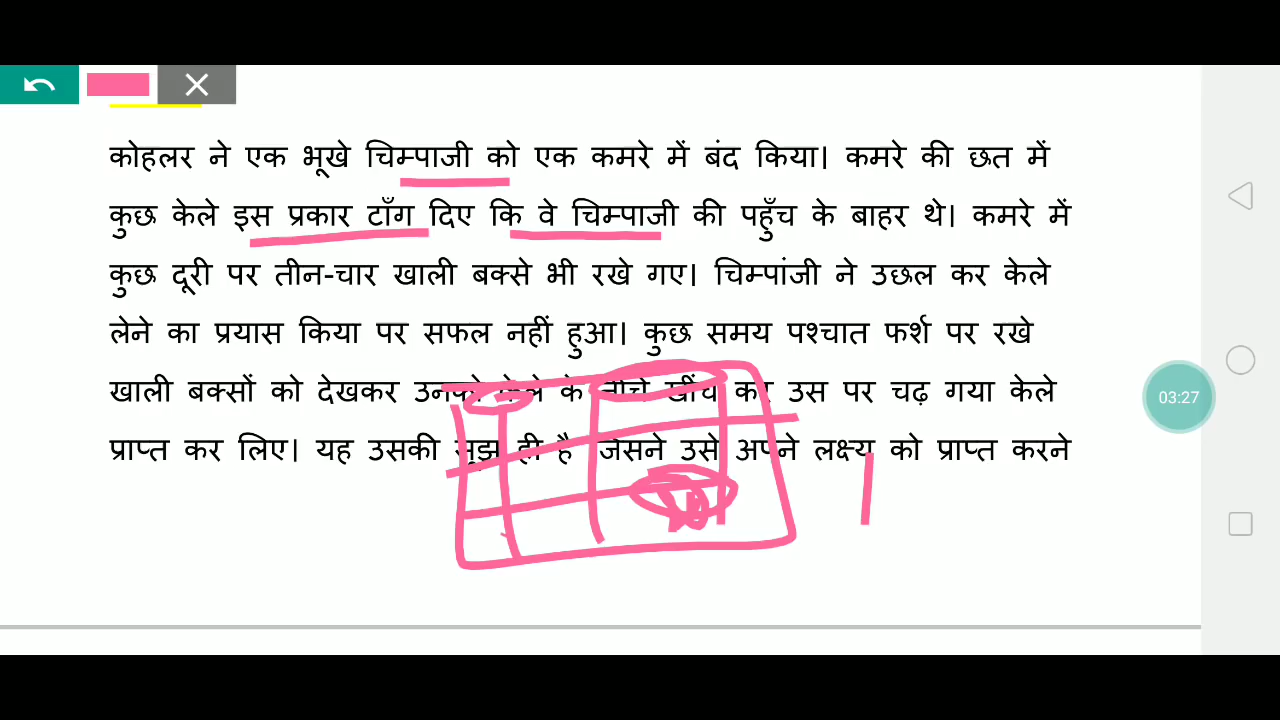 कोहलर ने एक भूखे चिम्पाजी को एक कमरे में बंद किया। कमरे की छत में
कुछ केले इस प्रकार टाँग दिए कि वे चिम्पाजी की पहुँच के बाहर थे। कमरे में
कुछ दूरी पर तीन-चार खाली बक्से भी रखे गए। चिम्पांजी ने उछल कर केले
लेने का प्रयास किया पर सफल नहीं हुआ। कुछ समय पश्चात फर्श पर रखे
खाली बक्सों को देखकर उनको केले के नीचे खींच कर उस पर चढ़ गया केले
प्राप्त कर लिए। यह उसकी सूझ ही है जिसने उसे अपने लक्ष्य को प्राप्त करने
03:27